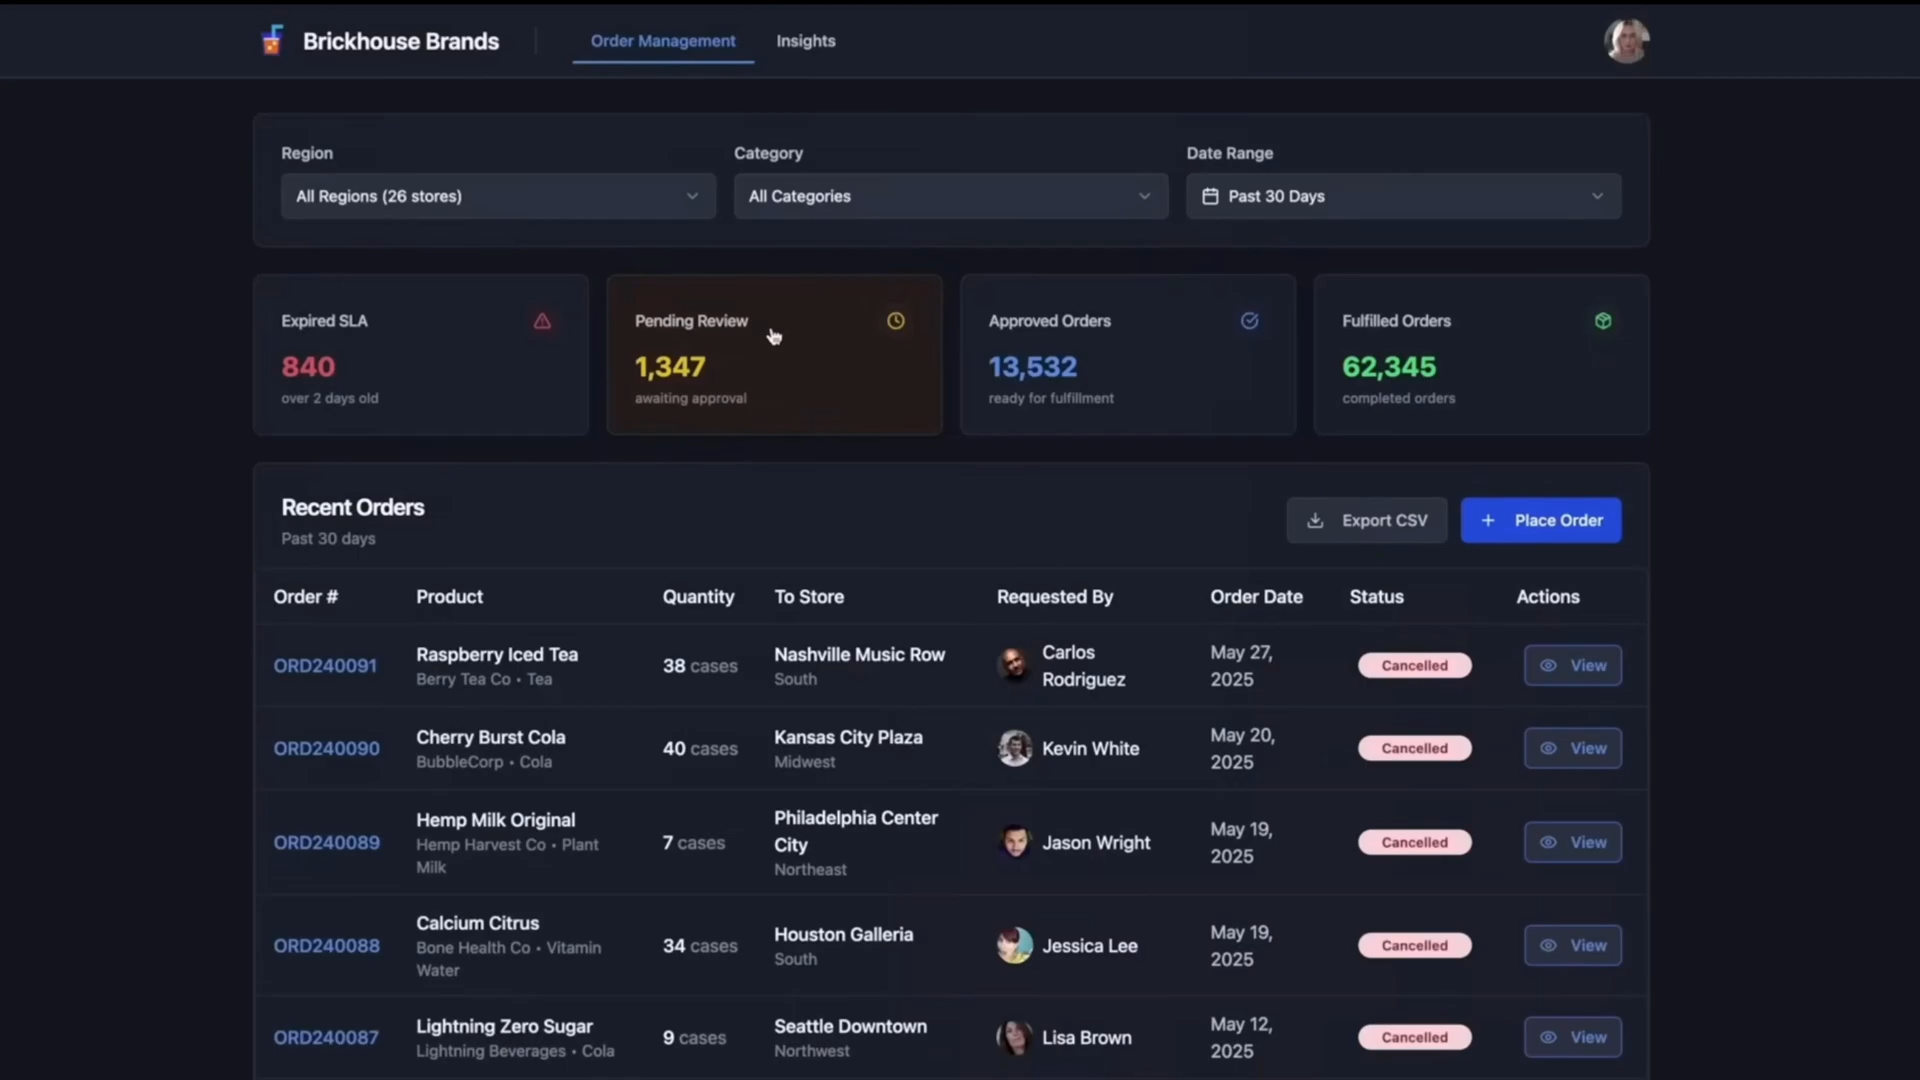 Brickhouse Brands
Order Management
Insights
Region
Category
Date Range
All Regions (26 stores)
All Categories
Past 30 Days
Expired SLA
840
over 2 days old
Pending Review
1,347
awaiting approval
Approved Orders
13,532
ready for fulfillment
Fulfilled Orders
62,345
completed orders
Recent Orders
Past 30 days
Export CSV
+ Place Order
Order # Product Quantity To Store Requested By Order Date Status Actions
ORD240091
Raspberry Iced Tea
Berry Tea Co • Tea
38 cases
Nashville Music Row
South
Carlos
Rodriguez
May 27,
2025
Cancelled
View
ORD240090
Cherry Burst Cola
BubbleCorp • Cola
40 cases
Kansas City Plaza
Midwest
Kevin White
May 20,
2025
Cancelled
View
ORD240089
Hemp Milk Original
Hemp Harvest Co • Plant
Milk
7 cases
Philadelphia Center
City
Northeast
Jason Wright
May 19,
2025
Cancelled
View
ORD240088
Calcium Citrus
Bone Health Co • Vitamin
Water
34 cases
Houston Galleria
South
Jessica Lee
May 19,
2025
Cancelled
View
ORD240087
Lightning Zero Sugar
Lightning Beverages • Cola
9 cases
Seattle Downtown
Northwest
Lisa Brown
May 12,
2025
Cancelled
View